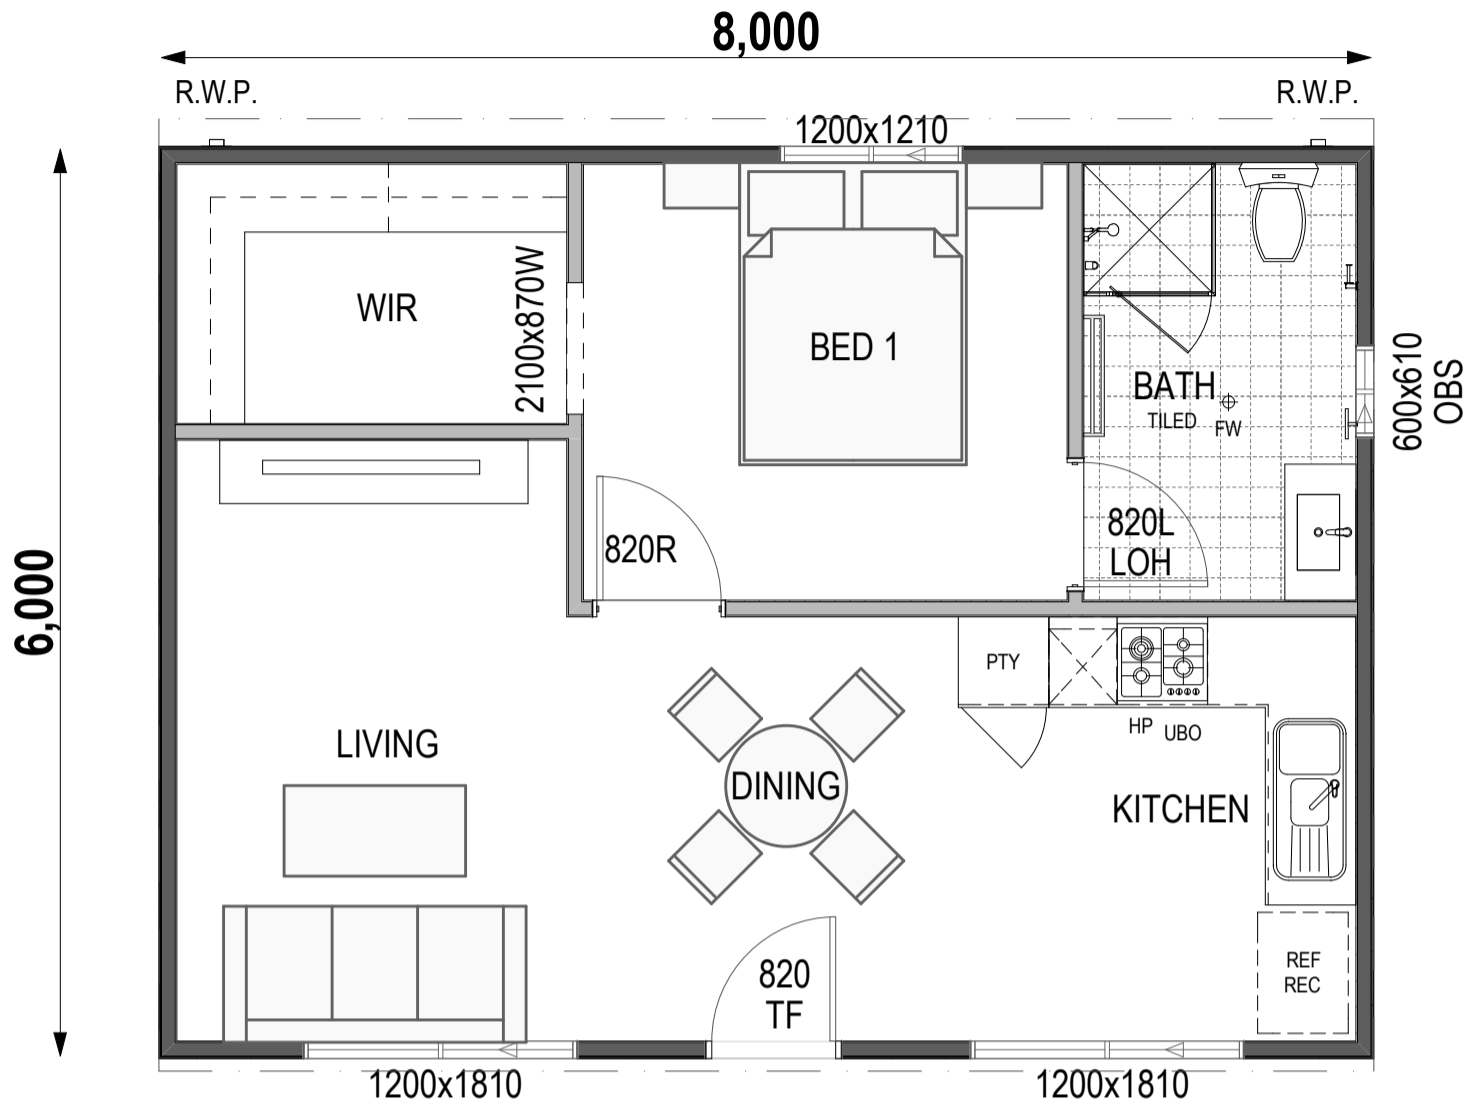 8,000
R.W.P.
R.W.P.
1200x1210
WIR
2100x870W
BED 1
BATH
TILED
FW
600x610
OBS
820R
820L
LOH
6,000
PTY
HP
UBO
LIVING
DINING
KITCHEN
820
TF
REF
REC
1200x1810
1200x1810